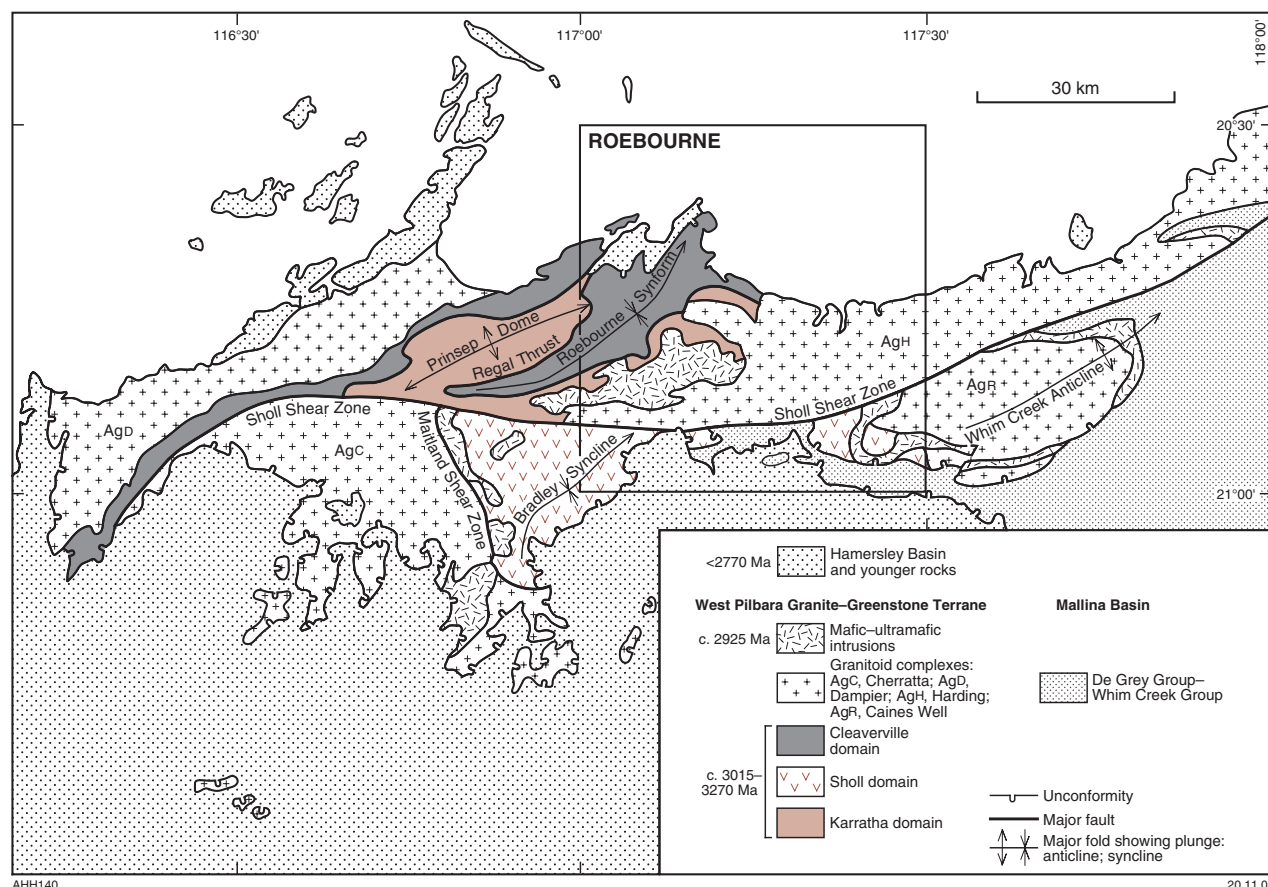 116°30'
117°00'
117°30'
118°00'
30 km
20°30'
ROEBOURNE
Prinsep Dome
Regal Thrust
Roebourne Synform
AgH
AgR
Whim Creek Anticline
Sholl Shear Zone
Sholl Shear Zone
AgD
AgC
Maitland Shear Zone
Bradley Syncline
21°00'
<2770 Ma
Hamersley Basin
and younger rocks
West Pilbara Granite–Greenstone Terrane
Mallina Basin
c. 2925 Ma
Mafic–ultramafic
intrusions
Granitoid complexes:
AgC, Cherratta; AgD,
Dampier; AgH, Harding;
AgR, Caines Well
De Grey Group–
Whim Creek Group
Cleaverville
domain
c. 3015–
3270 Ma
Sholl domain
Karratha domain
Unconformity
Major fault
Major fold showing plunge:
anticline; syncline
AHH140
20.11.0